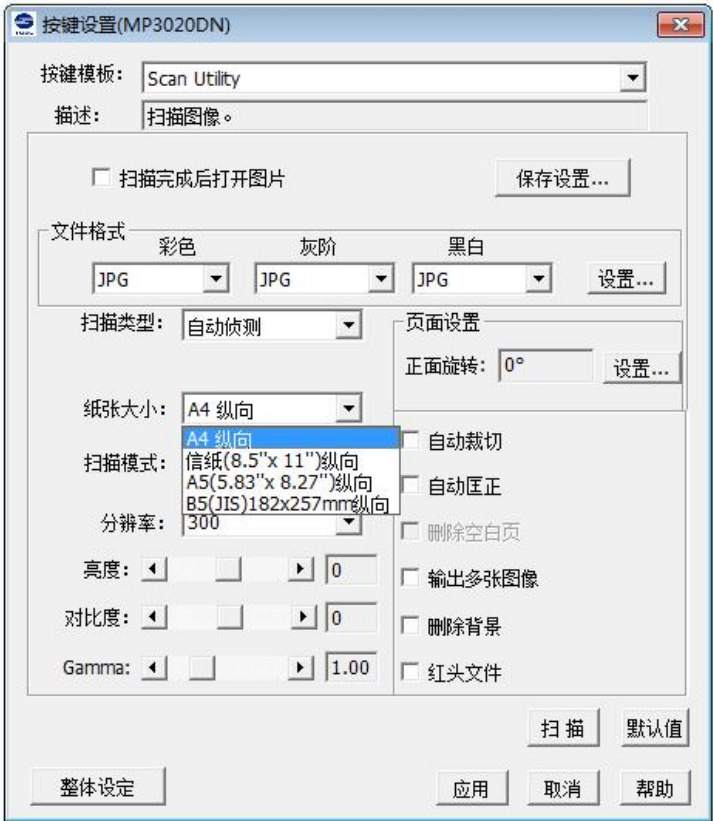 按键设置(MP3020DN)
按键模板: Scan Utility
描述: 扫描图像。
扫描完成后打开图片 保存设置...
文件格式
彩色 灰阶 黑白
JPG JPG JPG 设置...
扫描类型: 自动侦测 页面设置
正面旋转: 0° 设置...
纸张大小: A4 纵向
A4 纵向 自动裁切
信纸(8.5"x 11")纵向
扫描模式:
A5(5.83"x 8.27")纵向 自动匡正
B5(JIS)182x257mm纵向
分辨率: 300 删除空白页
亮度: 0 输出多张图像
对比度: 0 删除背景
Gamma: 1.00 红头文件
扫 描 默认值
整体设定 应用 取消 帮助